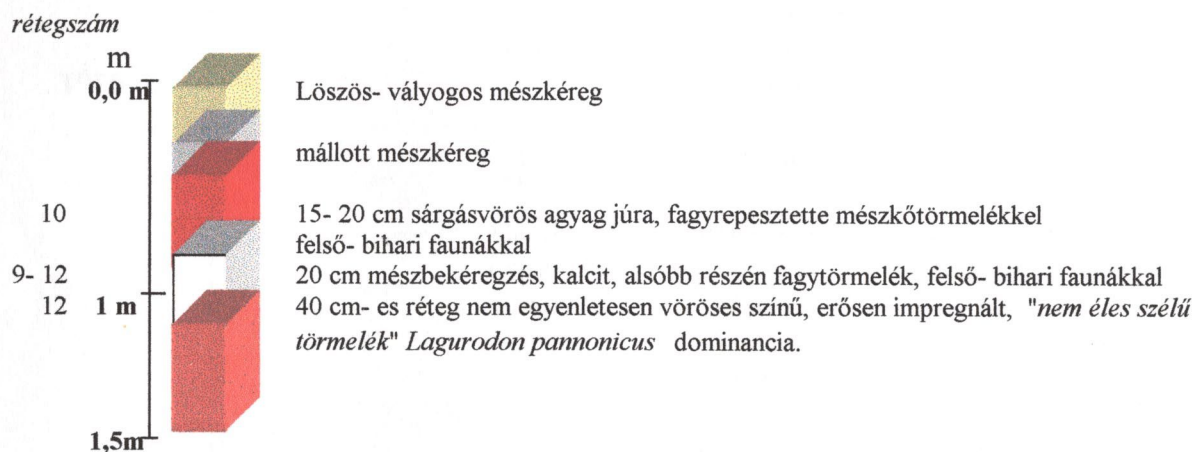 rétegszám
m
0,0 m Löszös- vályogos mészkéreg
mállott mészkéreg
10 15- 20 cm sárgásvörös agyag júra, fagyrepesztette mészkőtörmelékkel
felső- bihari faunákkal
9- 12 20 cm mészbekéregzés, kalcit, alsóbb részén fagytörmelék, felső- bihari faunákkal
12 1 m 40 cm- es réteg nem egyenletesen vöröses színű, erősen impregnált, "nem éles szélű
törmelék" Lagurodon pannonicus dominancia.
1,5m